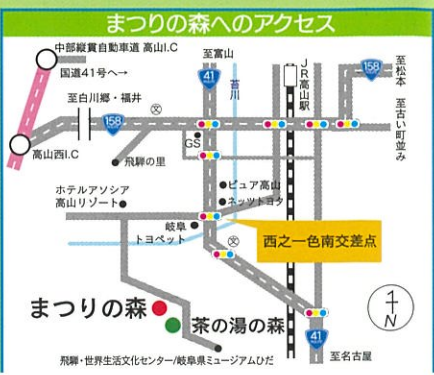 まつりの森へのアクセス
中部縦貫自動車道 高山I.C
国道41号へ→
至富山
41
苔川
JR高山駅
158
至松本
至白川郷・福井
158
文
至古い町並み
高山西I.C
GS
飛騨の里
ピュア高山
ネッツトヨタ
ホテルアソシア
高山リゾート
岐阜
トヨペット
文
西之一色南交差点
まつりの森
茶の湯の森
N
41
至名古屋
飛騨・世界生活文化センター/岐阜県ミュージアムひだ